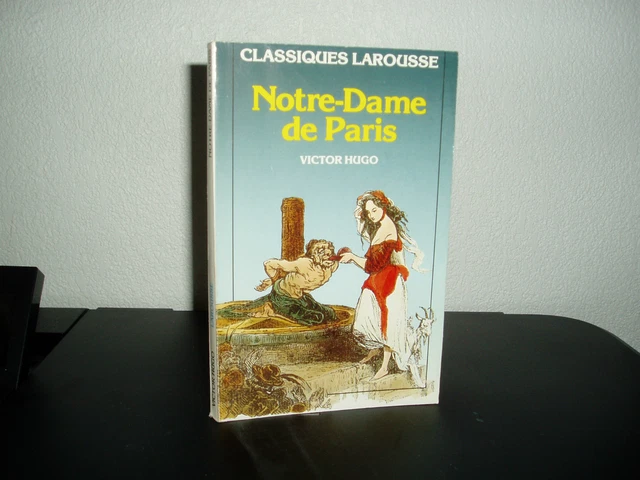 CLASSIQUES LAROUSSE
Notre-Dame
de Paris
VICTOR HUGO